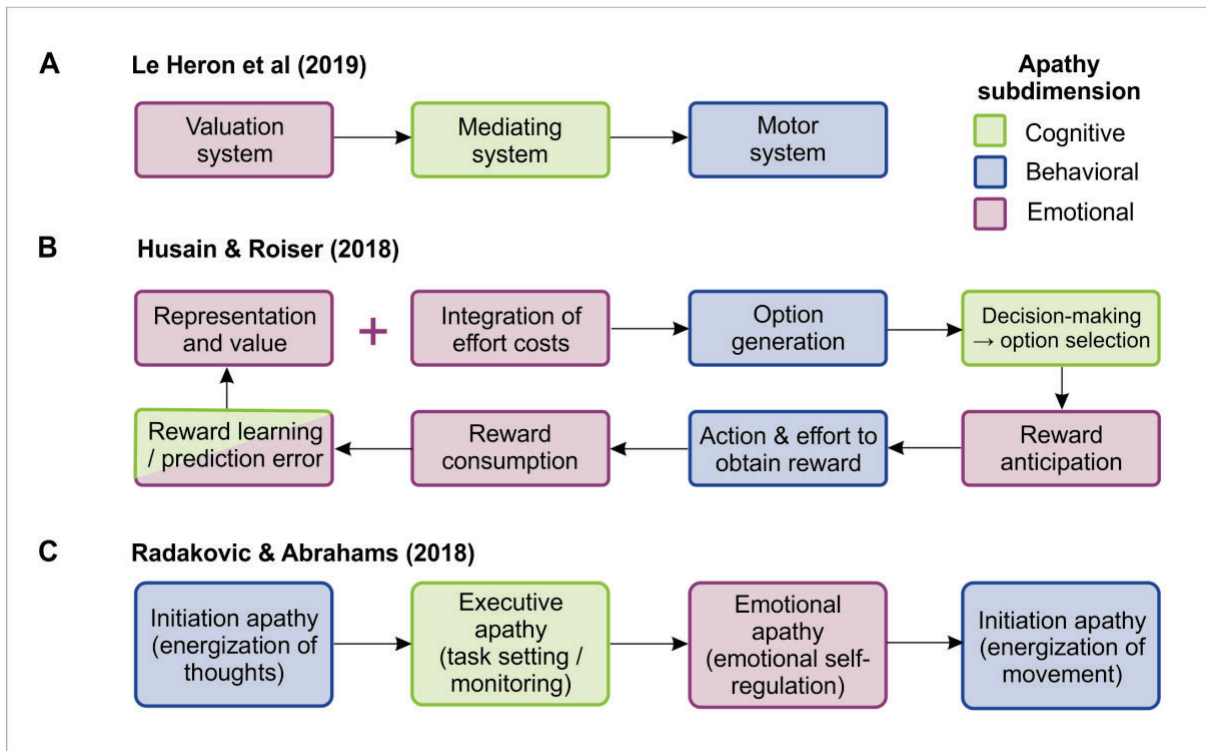 A
Le Heron et al (2019)
Valuation
system
Mediating
system
Motor
system
Apathy
subdimension
Cognitive
Behavioral
Emotional
B
Husain & Roiser (2018)
Representation
and value
+
Integration of
effort costs
Option
generation
Decision-making
→ option selection
Reward learning
/ prediction error
Reward
consumption
Action & effort to
obtain reward
Reward
anticipation
C
Radakovic & Abrahams (2018)
Initiation apathy
(energization of
thoughts)
Executive
apathy
(task setting /
monitoring)
Emotional
apathy
(emotional self-
regulation)
Initiation apathy
(energization of
movement)